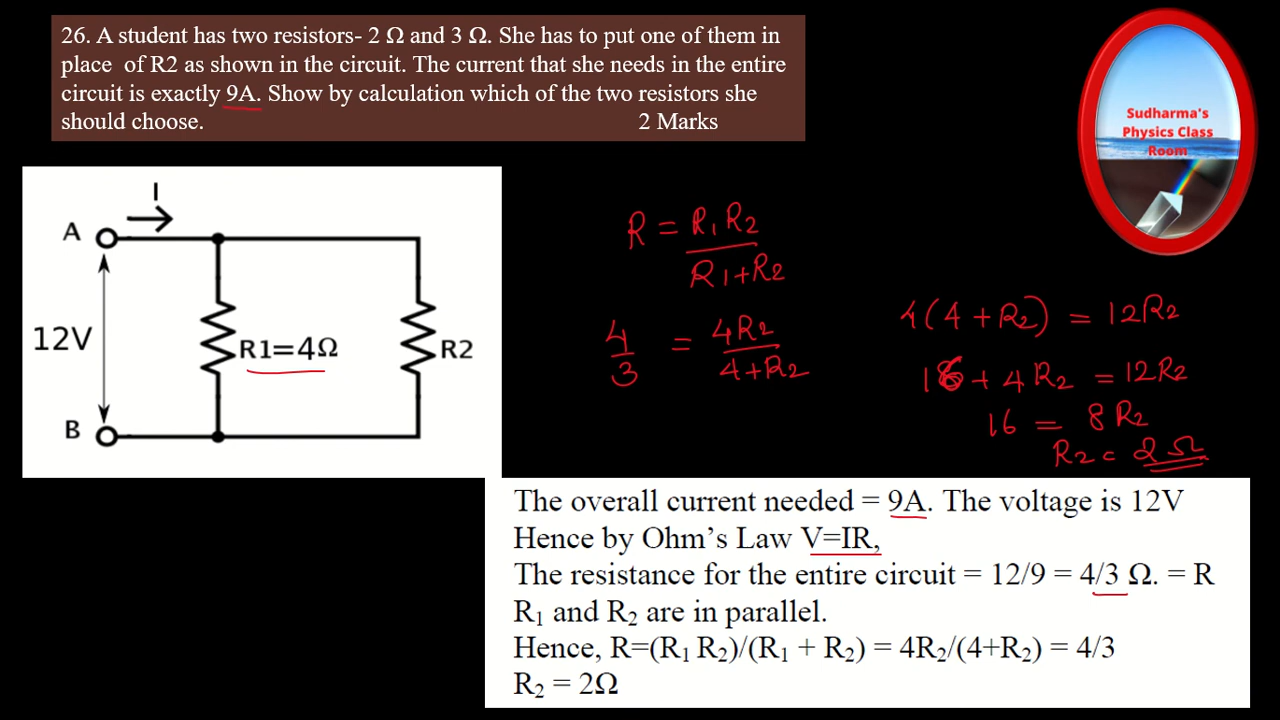 26. A student has two resistors- 2 Ω and 3 Ω. She has to put one of them in
place of R2 as shown in the circuit. The current that she needs in the entire
circuit is exactly 9A. Show by calculation which of the two resistors she
should choose. 2 Marks
Sudharma's
Physics Class
Room
I
A
12V
R1=4Ω
R2
B
R = R1R2
R1+R2
4
3
= 4R2
4+R2
4(4+R2) = 12R2
16+4R2 = 12R2
16 = 8R2
R2 = 2Ω
The overall current needed = 9A. The voltage is 12V
Hence by Ohm’s Law V=IR,
The resistance for the entire circuit = 12/9 = 4/3 Ω. = R
R₁ and R₂ are in parallel.
Hence, R=(R₁ R₂)/(R₁ + R₂) = 4R₂/(4+R₂) = 4/3
R₂ = 2Ω